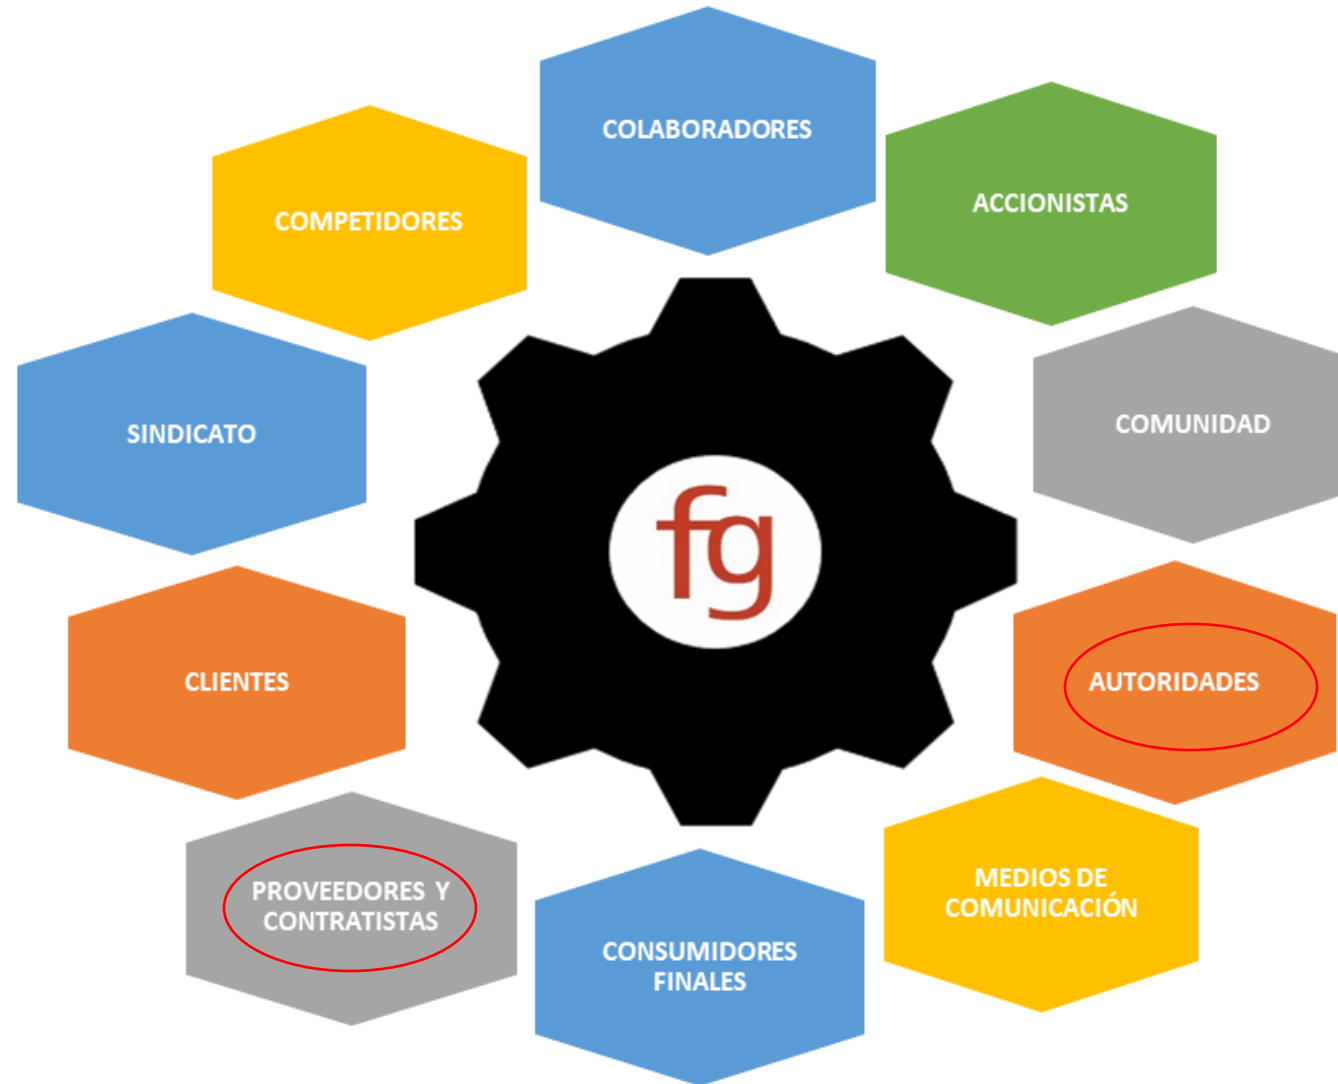 COLABORADORES
ACCIONISTAS
COMPETIDORES
COMUNIDAD
SINDICATO
fg
CLIENTES
AUTORIDADES
PROVEEDORES Y
CONTRATISTAS
MEDIOS DE
COMUNICACIÓN
CONSUMIDORES
FINALES